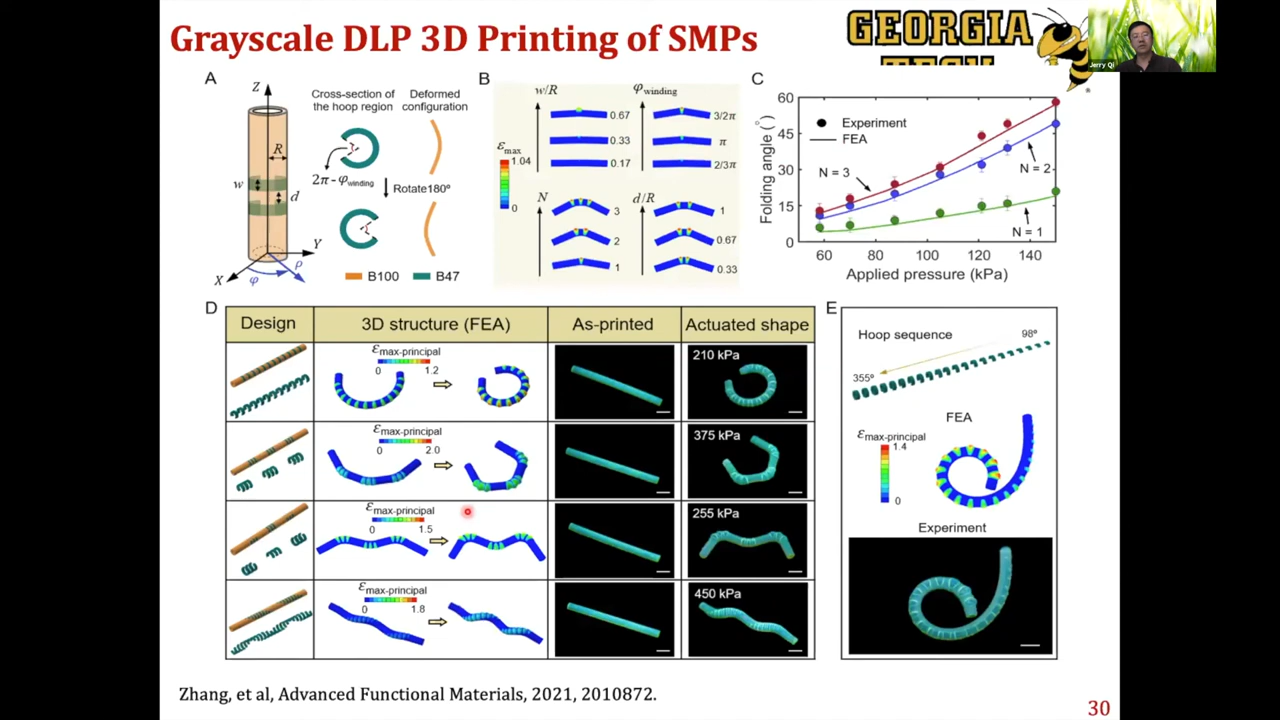 Grayscale DLP 3D Printing of SMPs
GEORGIA
TECH
Jerry Qi
A
Z
R
w
d
Y
X
φ
ρ
Cross-section of
the hoop region
Deformed
configuration
2π-φwinding
Rotate180º
B100
B47
B
w/R
0.67
0.33
0.17
φwinding
3/2π
π
2/3π
εmax
1.04
0
N
3
2
1
d/R
1
0.67
0.33
C
Folding angle (°)
60
45
30
15
0
Experiment
FEA
N = 3
N = 2
N = 1
60 80 100 120 140
Applied pressure (kPa)
D
Design 3D structure (FEA) As-printed Actuated shape
εmax-principal
0 1.2
210 kPa
εmax-principal
0 2.0
375 kPa
εmax-principal
0 1.5
255 kPa
εmax-principal
0 1.8
450 kPa
E
Hoop sequence
98º
355º
FEA
εmax-principal
1.4
0
Experiment
Zhang, et al, Advanced Functional Materials, 2021, 2010872.
30